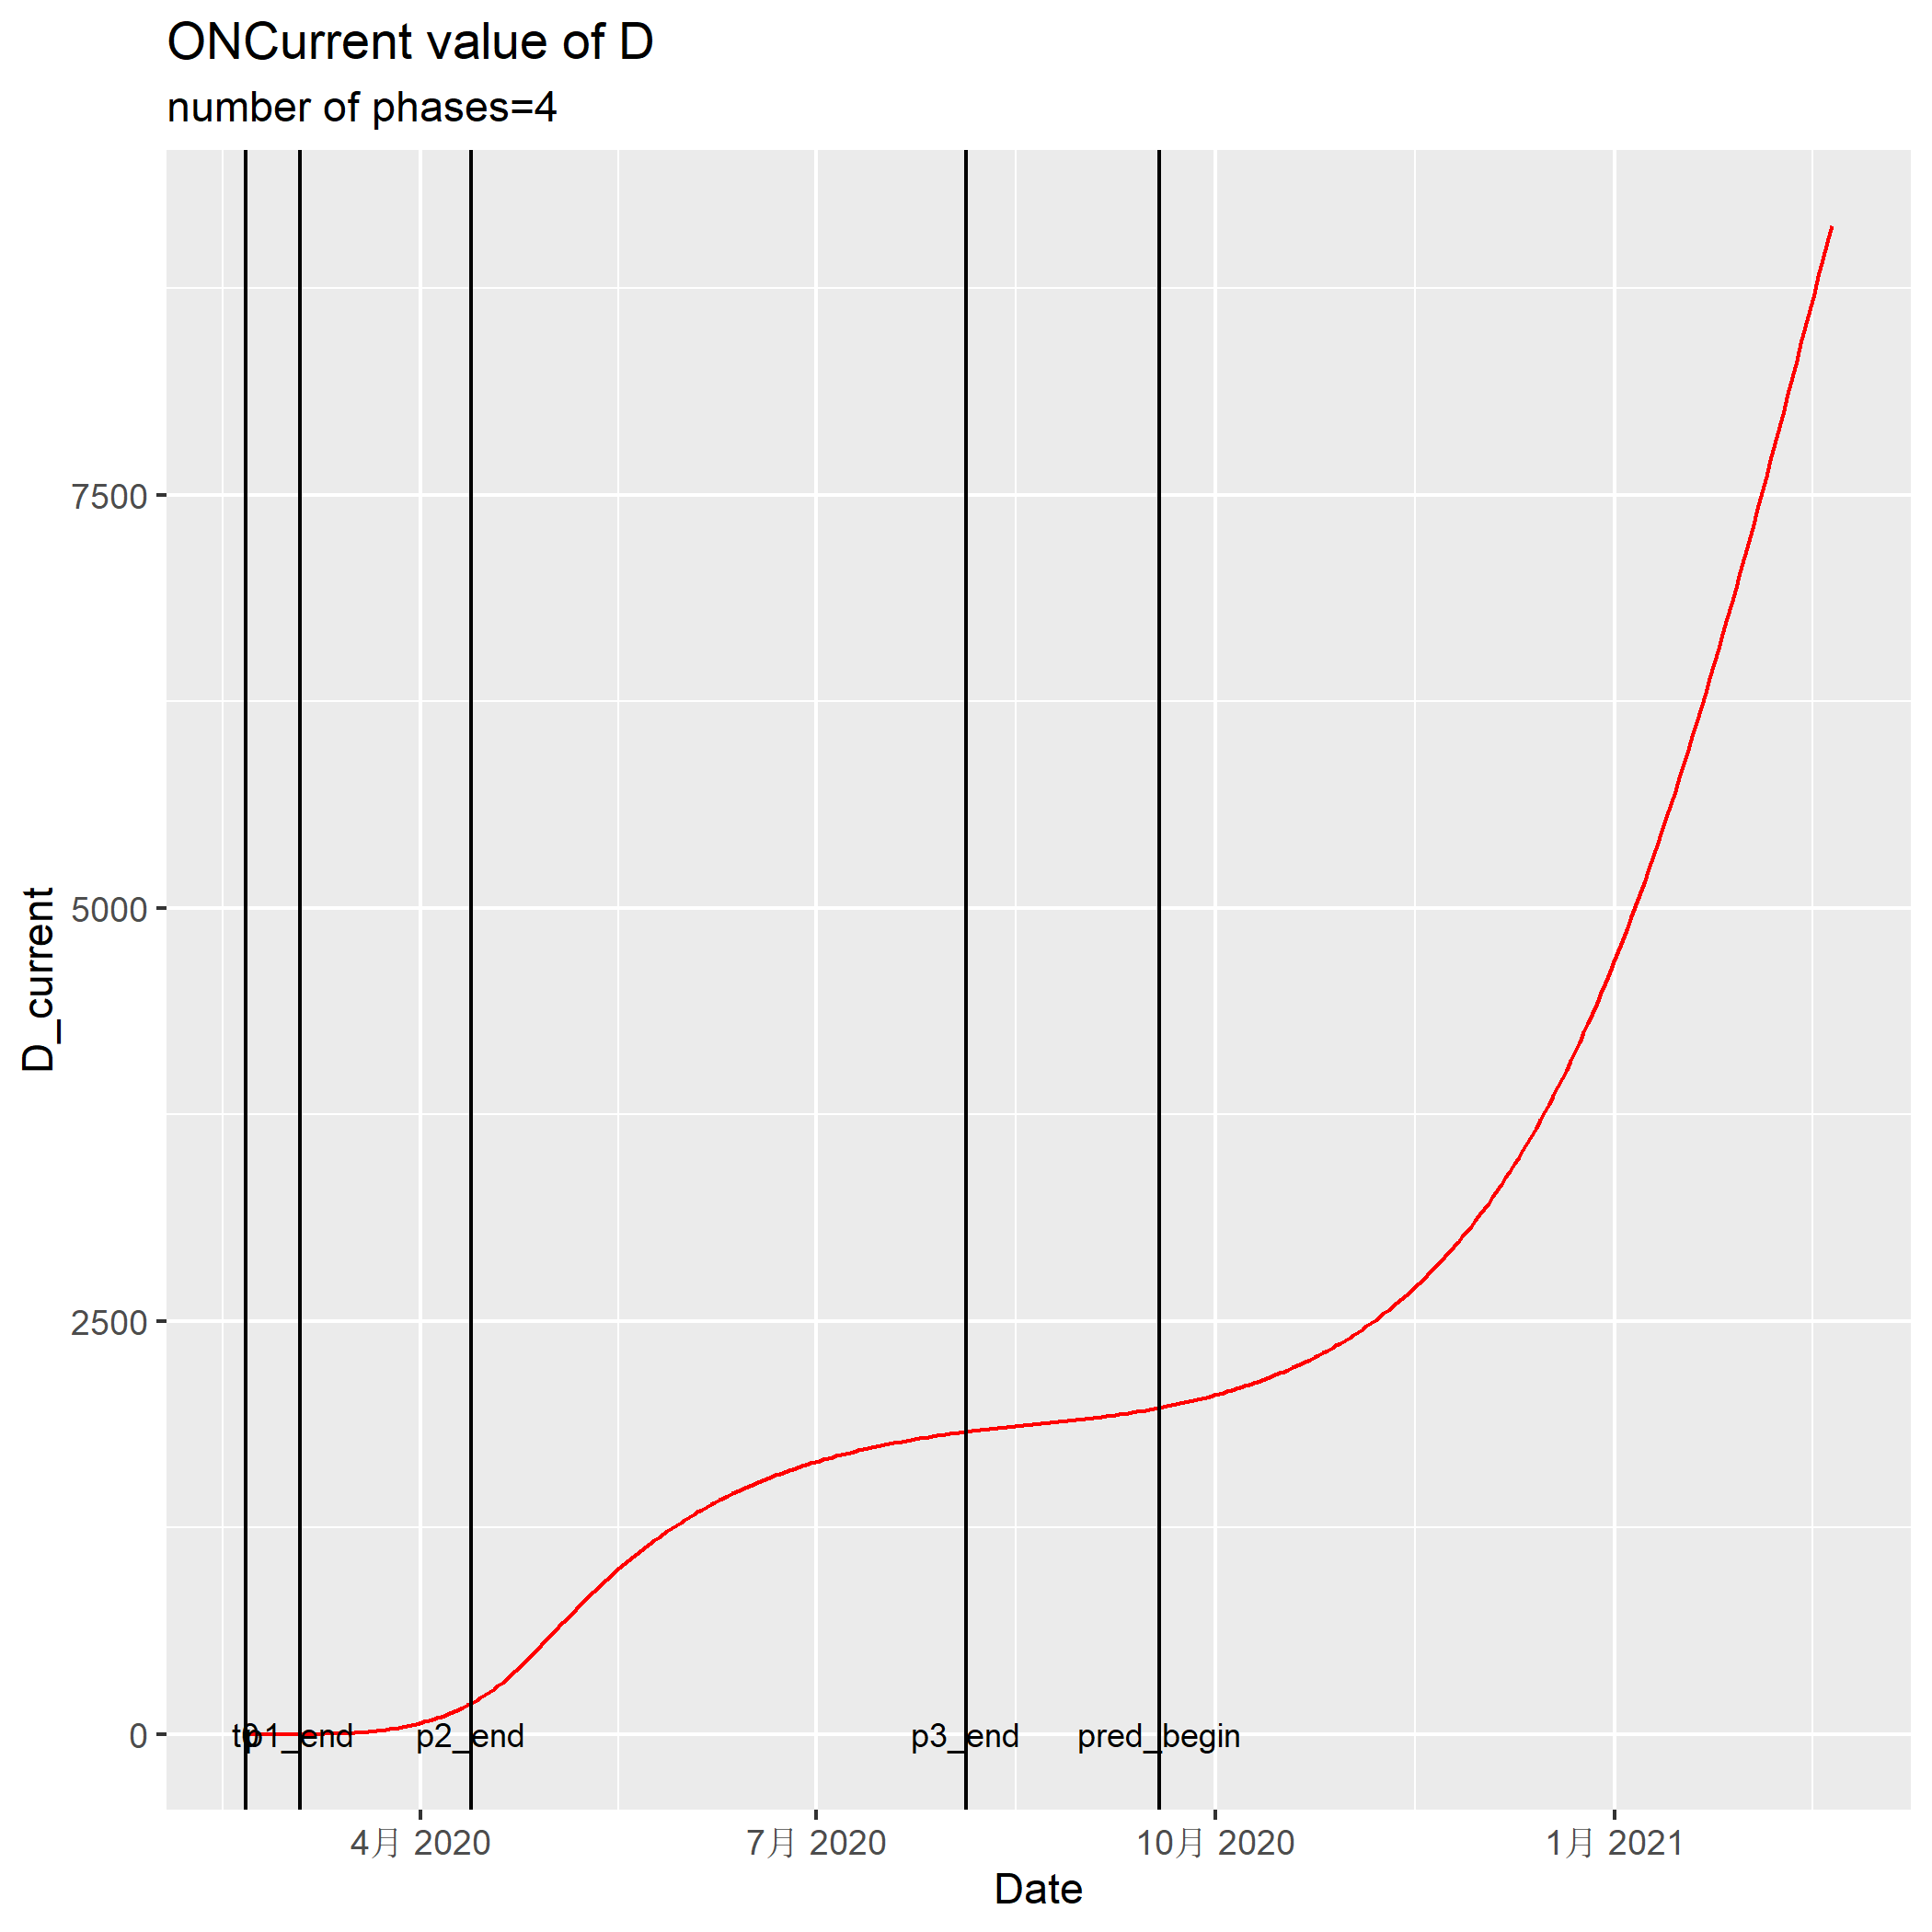 ONCurrent value of D
number of phases=4
7500
5000
2500
0
D_current
t0
p1_end
p2_end
p3_end
pred_begin
4月 2020
7月 2020
10月 2020
1月 2021
Date